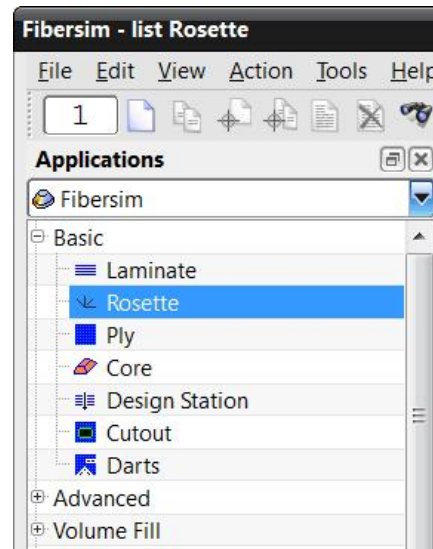 Fibersim - list Rosette
File Edit View Action Tools Help
1
Applications
Fibersim
Basic
Laminate
Rosette
Ply
Core
Design Station
Cutout
Darts
Advanced
Volume Fill